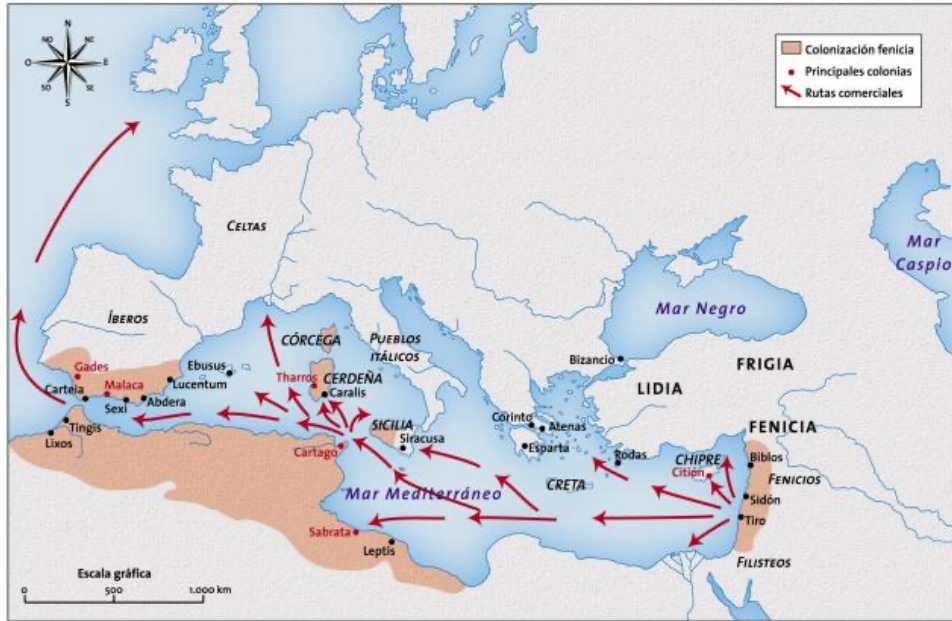 N
NO
NE
O
E
SO
SE
S
Colonización fenicia
Principales colonias
Rutas comerciales
CELTAS
Mar
Caspio
Mar Negro
ÍBEROS
CÓRCEGA
PUEBLOS
ITÁLICOS
Bizancio
FRIGIA
LIDIA
Gades
Malaca
Ebusus
Lucentum
Tharros
CERDEÑA
Caralis
Carteia
Sexi
Abdera
SICILIA
Siracusa
Corinto
Atenas
Esparta
Rodas
FENICIA
CHIPRE
Biblos
Citión
FENICIOS
Tingis
Lixos
Cartago
CRETA
Mar Mediterráneo
Sidón
Tiro
Sabrata
Leptis
FILISTEOS
Escala gráfica
0 500 1.000 km